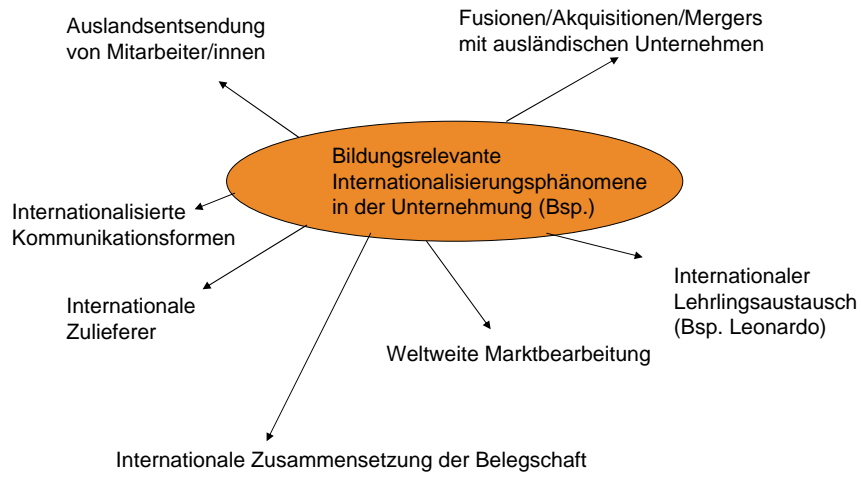 Auslandsentsendung
von Mitarbeiter/innen
Fusionen/Akquisitionen/Mergers
mit ausländischen Unternehmen
Bildungsrelevante
Internationalisierungsphänomene
in der Unternehmung (Bsp.)
Internationalisierte
Kommunikationsformen
Internationale
Zulieferer
Internationaler
Lehrlingsaustausch
(Bsp. Leonardo)
Weltweite Marktbearbeitung
Internationale Zusammensetzung der Belegschaft